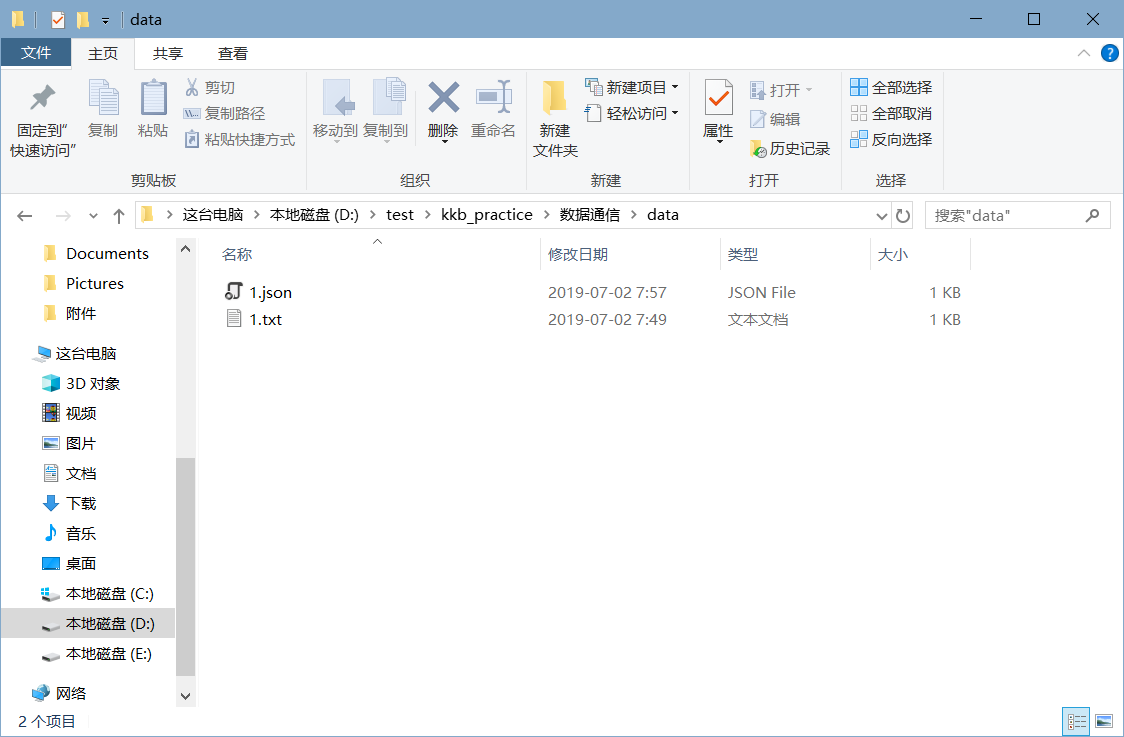 data
文件 主页 共享 查看
固定到"快速访问" 复制 粘贴 剪切 复制路径 粘贴快捷方式
移动到 复制到 删除 重命名
新建文件夹 新建项目 轻松访问
属性 打开 编辑 历史记录
全部选择 全部取消 反向选择
剪贴板 组织 新建 打开 选择
这台电脑 本地磁盘 (D:) test kkb_practice 数据通信 data
搜索"data"
名称 修改日期 类型 大小
1.json 2019-07-02 7:57 JSON File 1 KB
1.txt 2019-07-02 7:49 文本文档 1 KB
Documents
Pictures
附件
这台电脑
3D 对象
视频
图片
文档
下载
音乐
桌面
本地磁盘 (C:)
本地磁盘 (D:)
本地磁盘 (E:)
网络
2 个项目